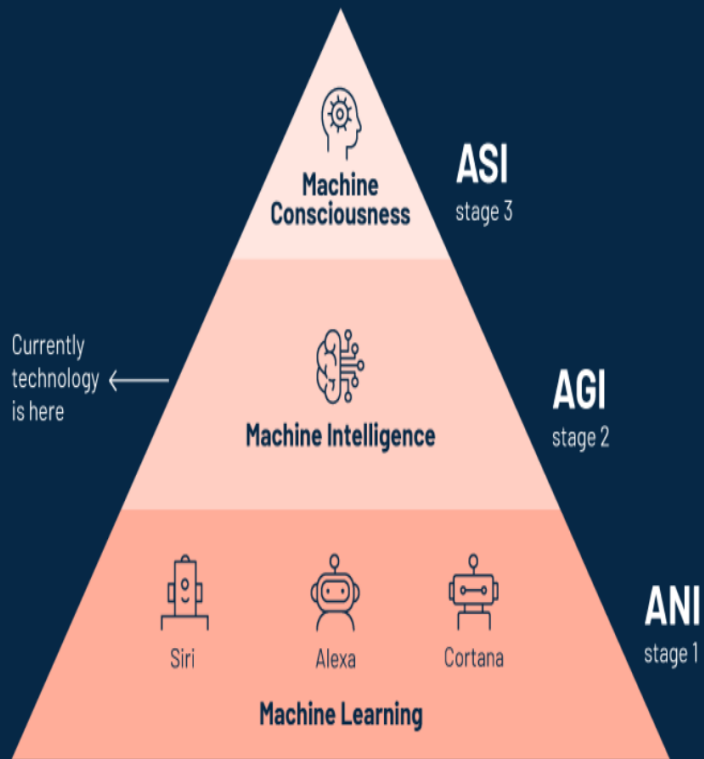 Machine
Consciousness
ASI
stage 3
Currently
technology
is here
Machine Intelligence
AGI
stage 2
Siri
Alexa
Cortana
Machine Learning
ANI
stage 1